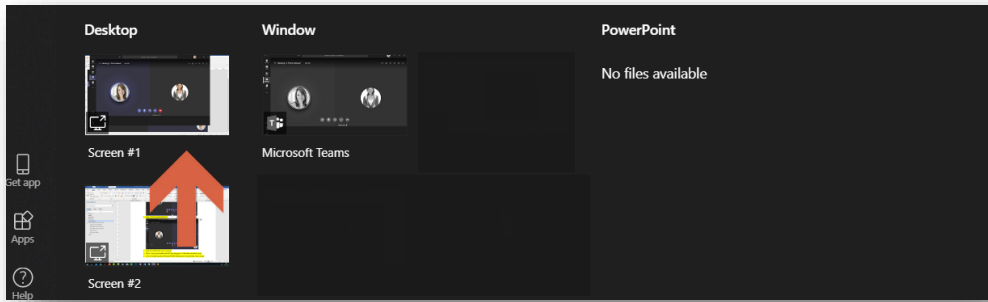 Desktop
Window
PowerPoint
No files available
Screen #1
Microsoft Teams
Get app
Apps
Screen #2
Help